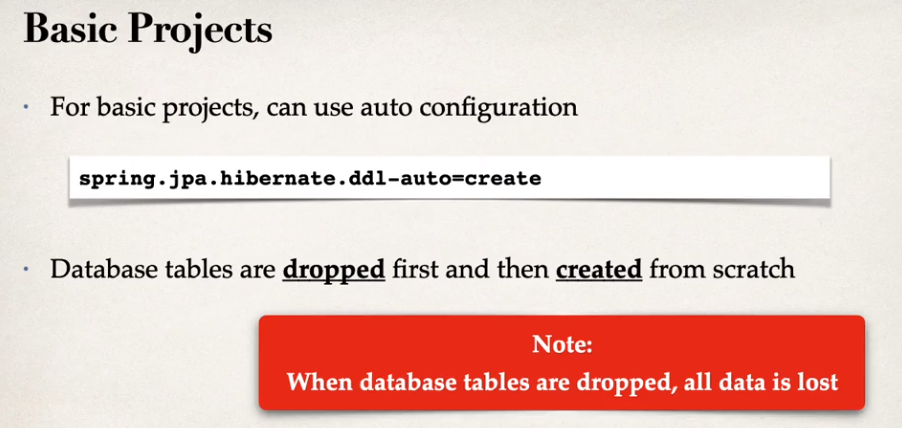 Basic Projects
• For basic projects, can use auto configuration
spring.jpa.hibernate.ddl-auto=create
• Database tables are dropped first and then created from scratch
Note:
When database tables are dropped, all data is lost